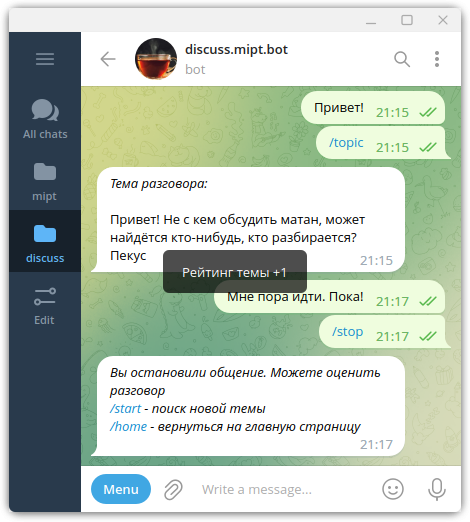 discuss.mipt.bot
bot
All chats
mipt
discuss
Edit
Привет! 21:15
/topic 21:15
Тема разговора:
Привет! Не с кем обсудить матан, может
найдётся кто-нибудь, кто разбирается?
Пекус
21:15
Рейтинг темы +1
Мне пора идти. Пока! 21:17
/stop 21:17
Вы остановили общение. Можете оценить
разговор
/start - поиск новой темы
/home - вернуться на главную страницу
21:17
Menu
Write a message...